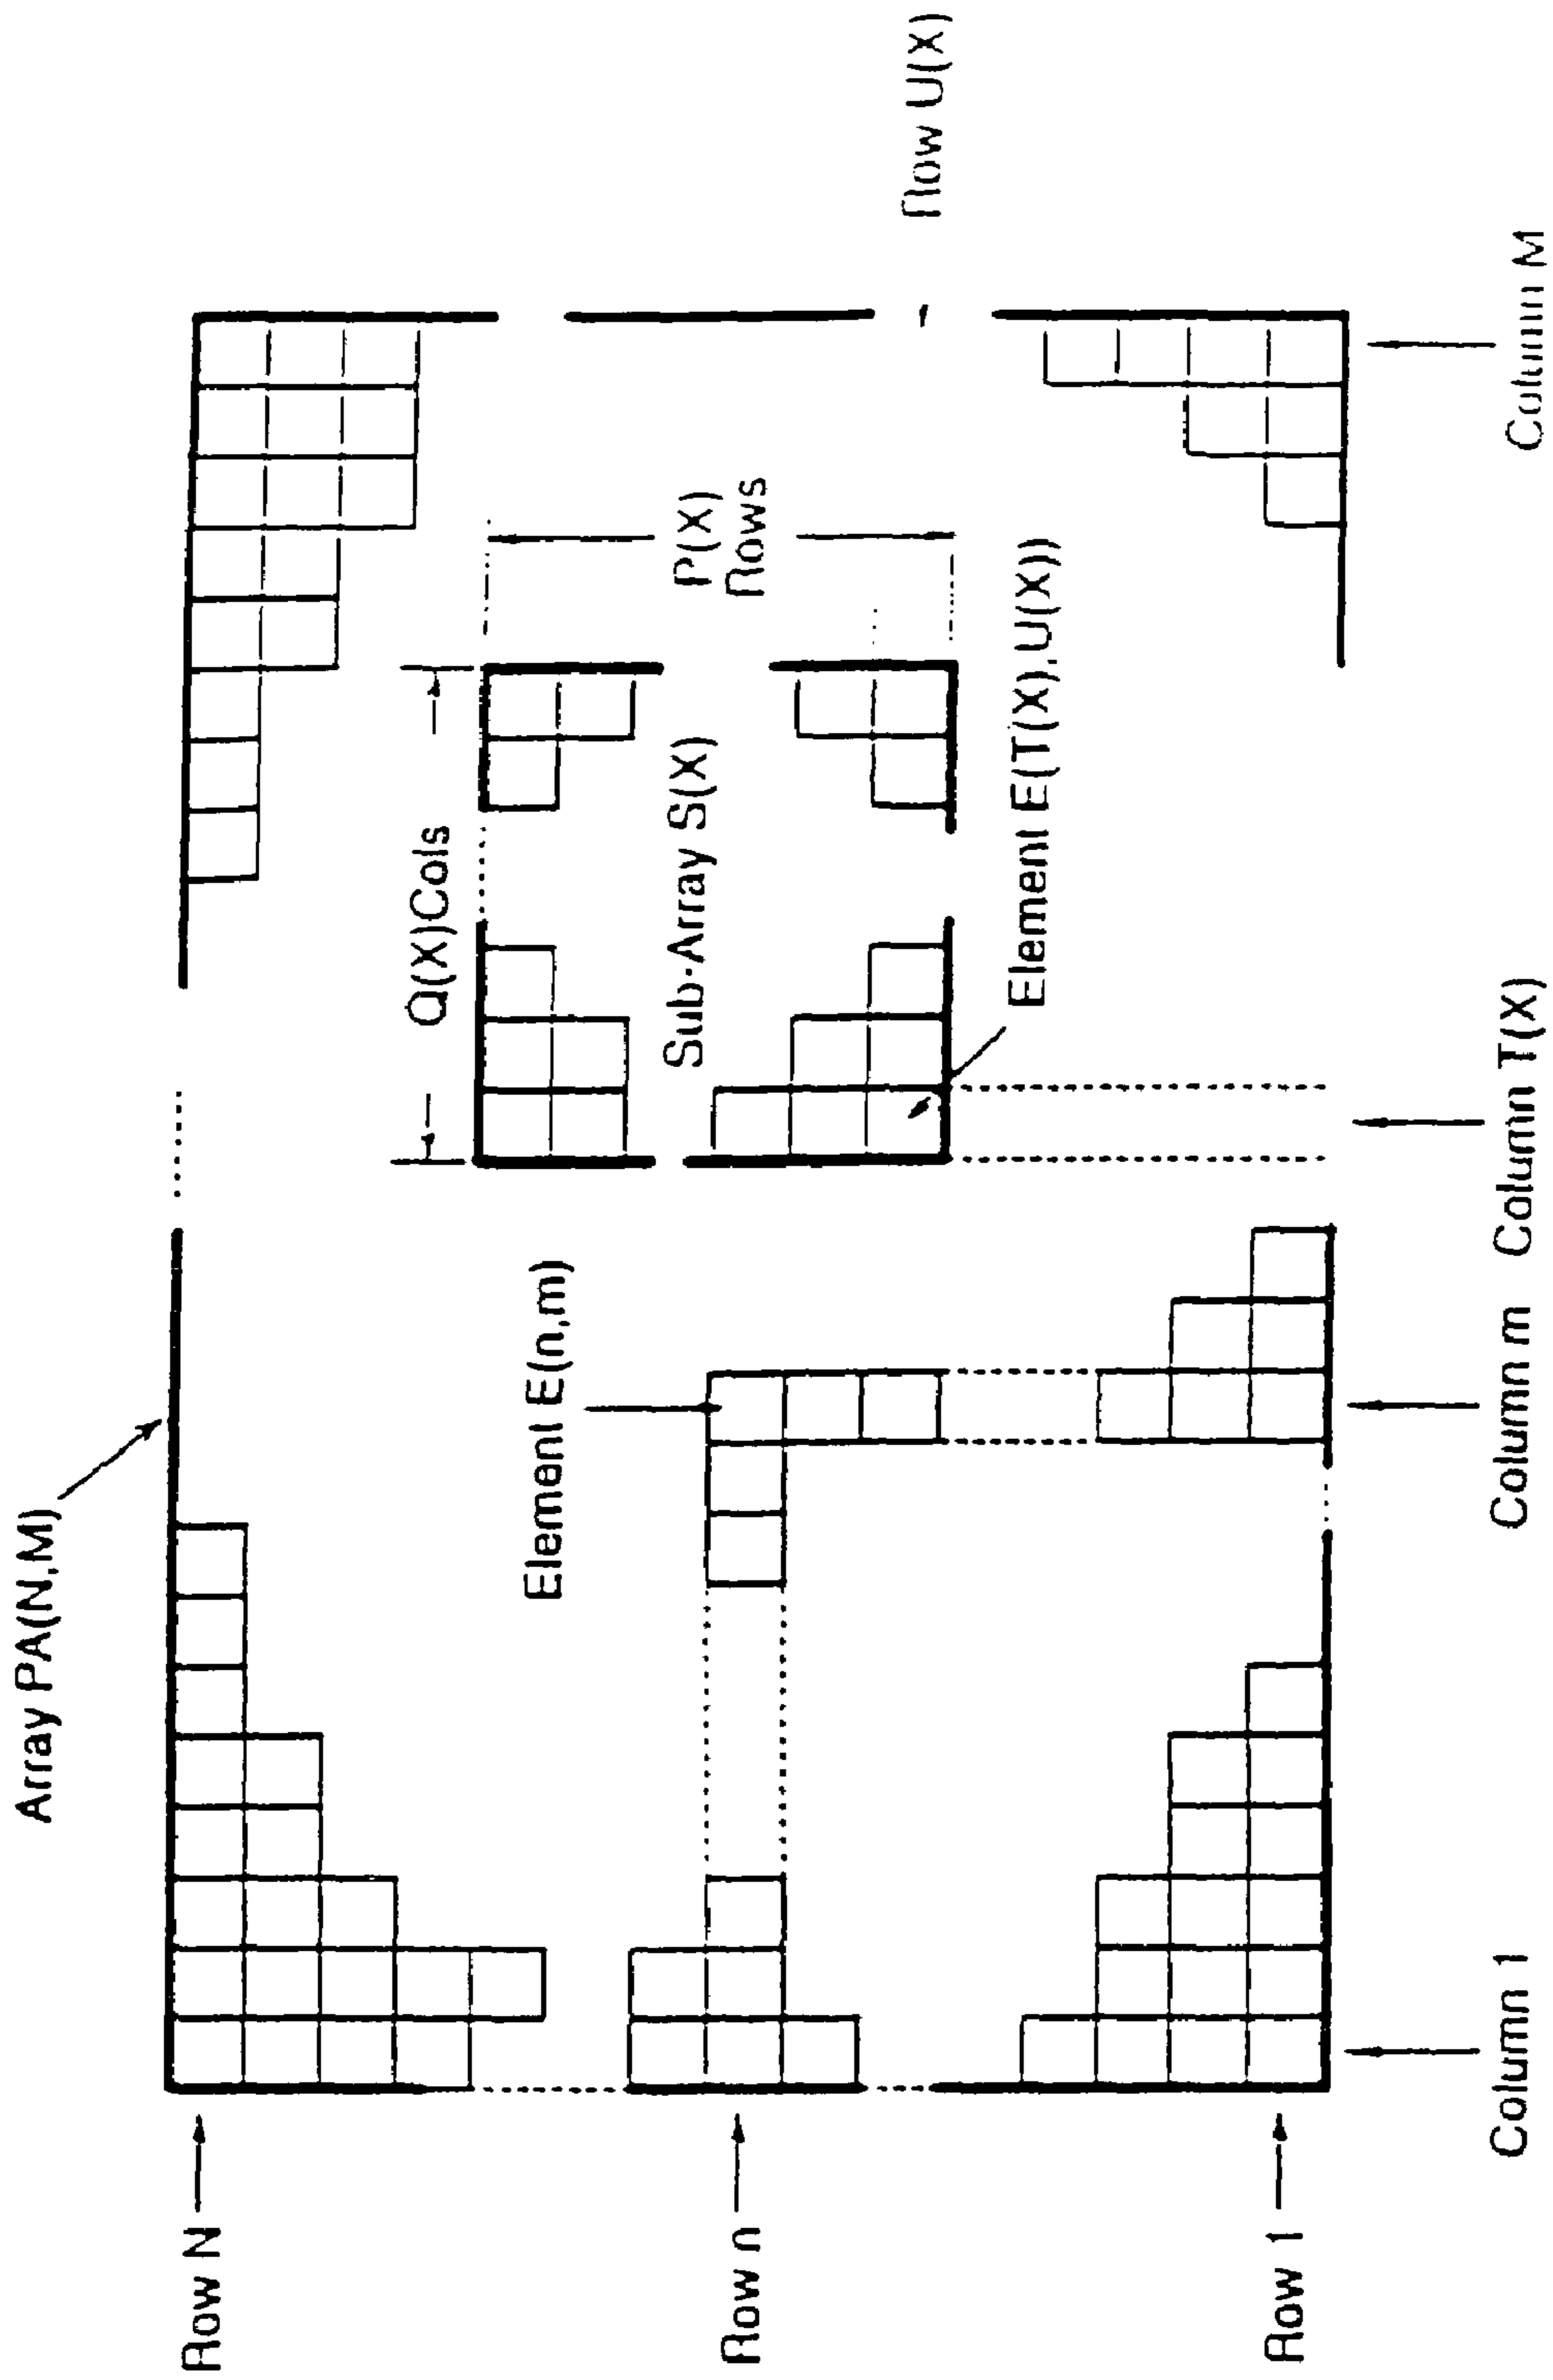 Array PA(N,M)
Row N
Q(X)Cols
Element E(n,m)
Sub-Array S(X)
P(X)
Rows
Row n
Row U(X)
Element E(T(X),U(X))
Row 1
Column 1
Column m
Column T(X)
Column M